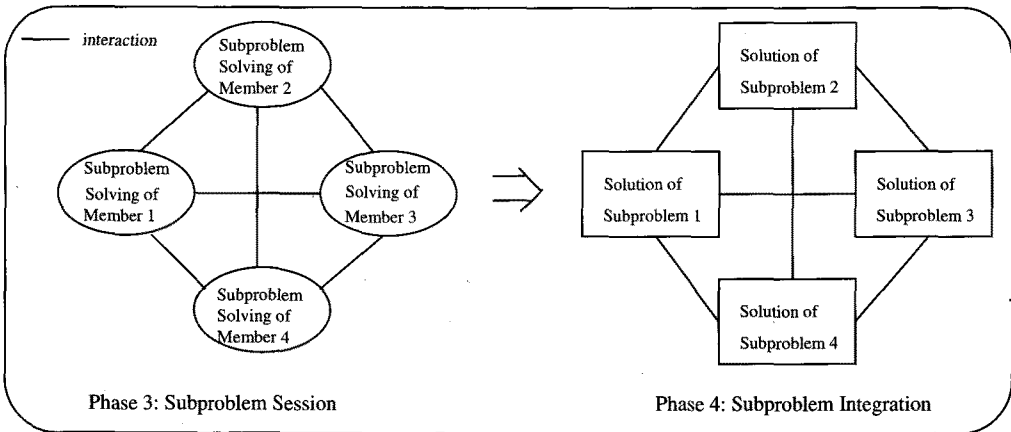 interaction
Subproblem
Solving of
Member 2
Subproblem
Solving of
Member 1
Subproblem
Solving of
Member 3
Subproblem
Solving of
Member 4
Phase 3: Subproblem Session
Solution of
Subproblem 2
Solution of
Subproblem 1
Solution of
Subproblem 3
Solution of
Subproblem 4
Phase 4: Subproblem Integration